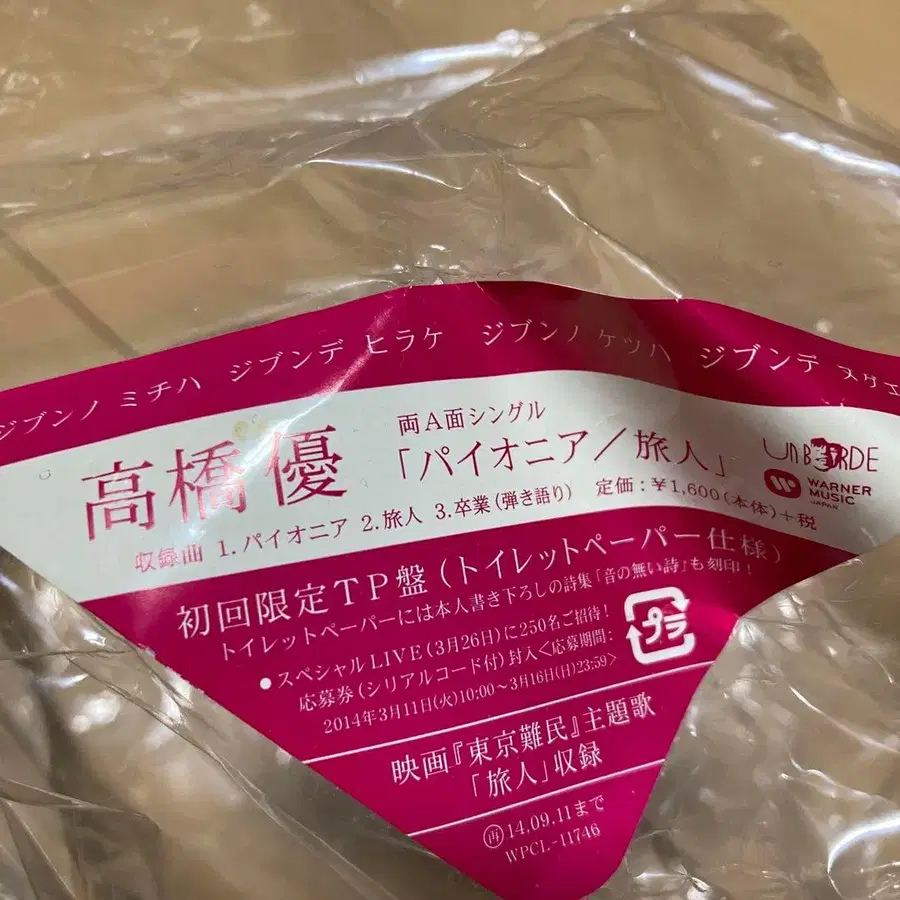 ジブンノ ミチハ ジブンデ ヒラケ ジブンノ ケツハ ジブンデ
両A面シングル
高橋優「パイオニア／旅人」
unBORDE
WARNER MUSIC
JAPAN
収録曲 1.パイオニア 2.旅人 3.卒業(弾き語り) 定価：￥1,600(本体)+税
初回限定TP盤(トイレットペーパー仕様)
トイレットペーパーには本人書き下ろしの詩集「音の無い詩」も刻印！
●スペシャルLIVE(3月26日)に250名ご招待！
応募券(シリアルコード付)封入<応募期間：
2014年3月11日(火)10:00～3月16日(日)23:59>
プラ
映画『東京難民』主題歌
「旅人」収録
再14.09.11まで
WPCL-11746